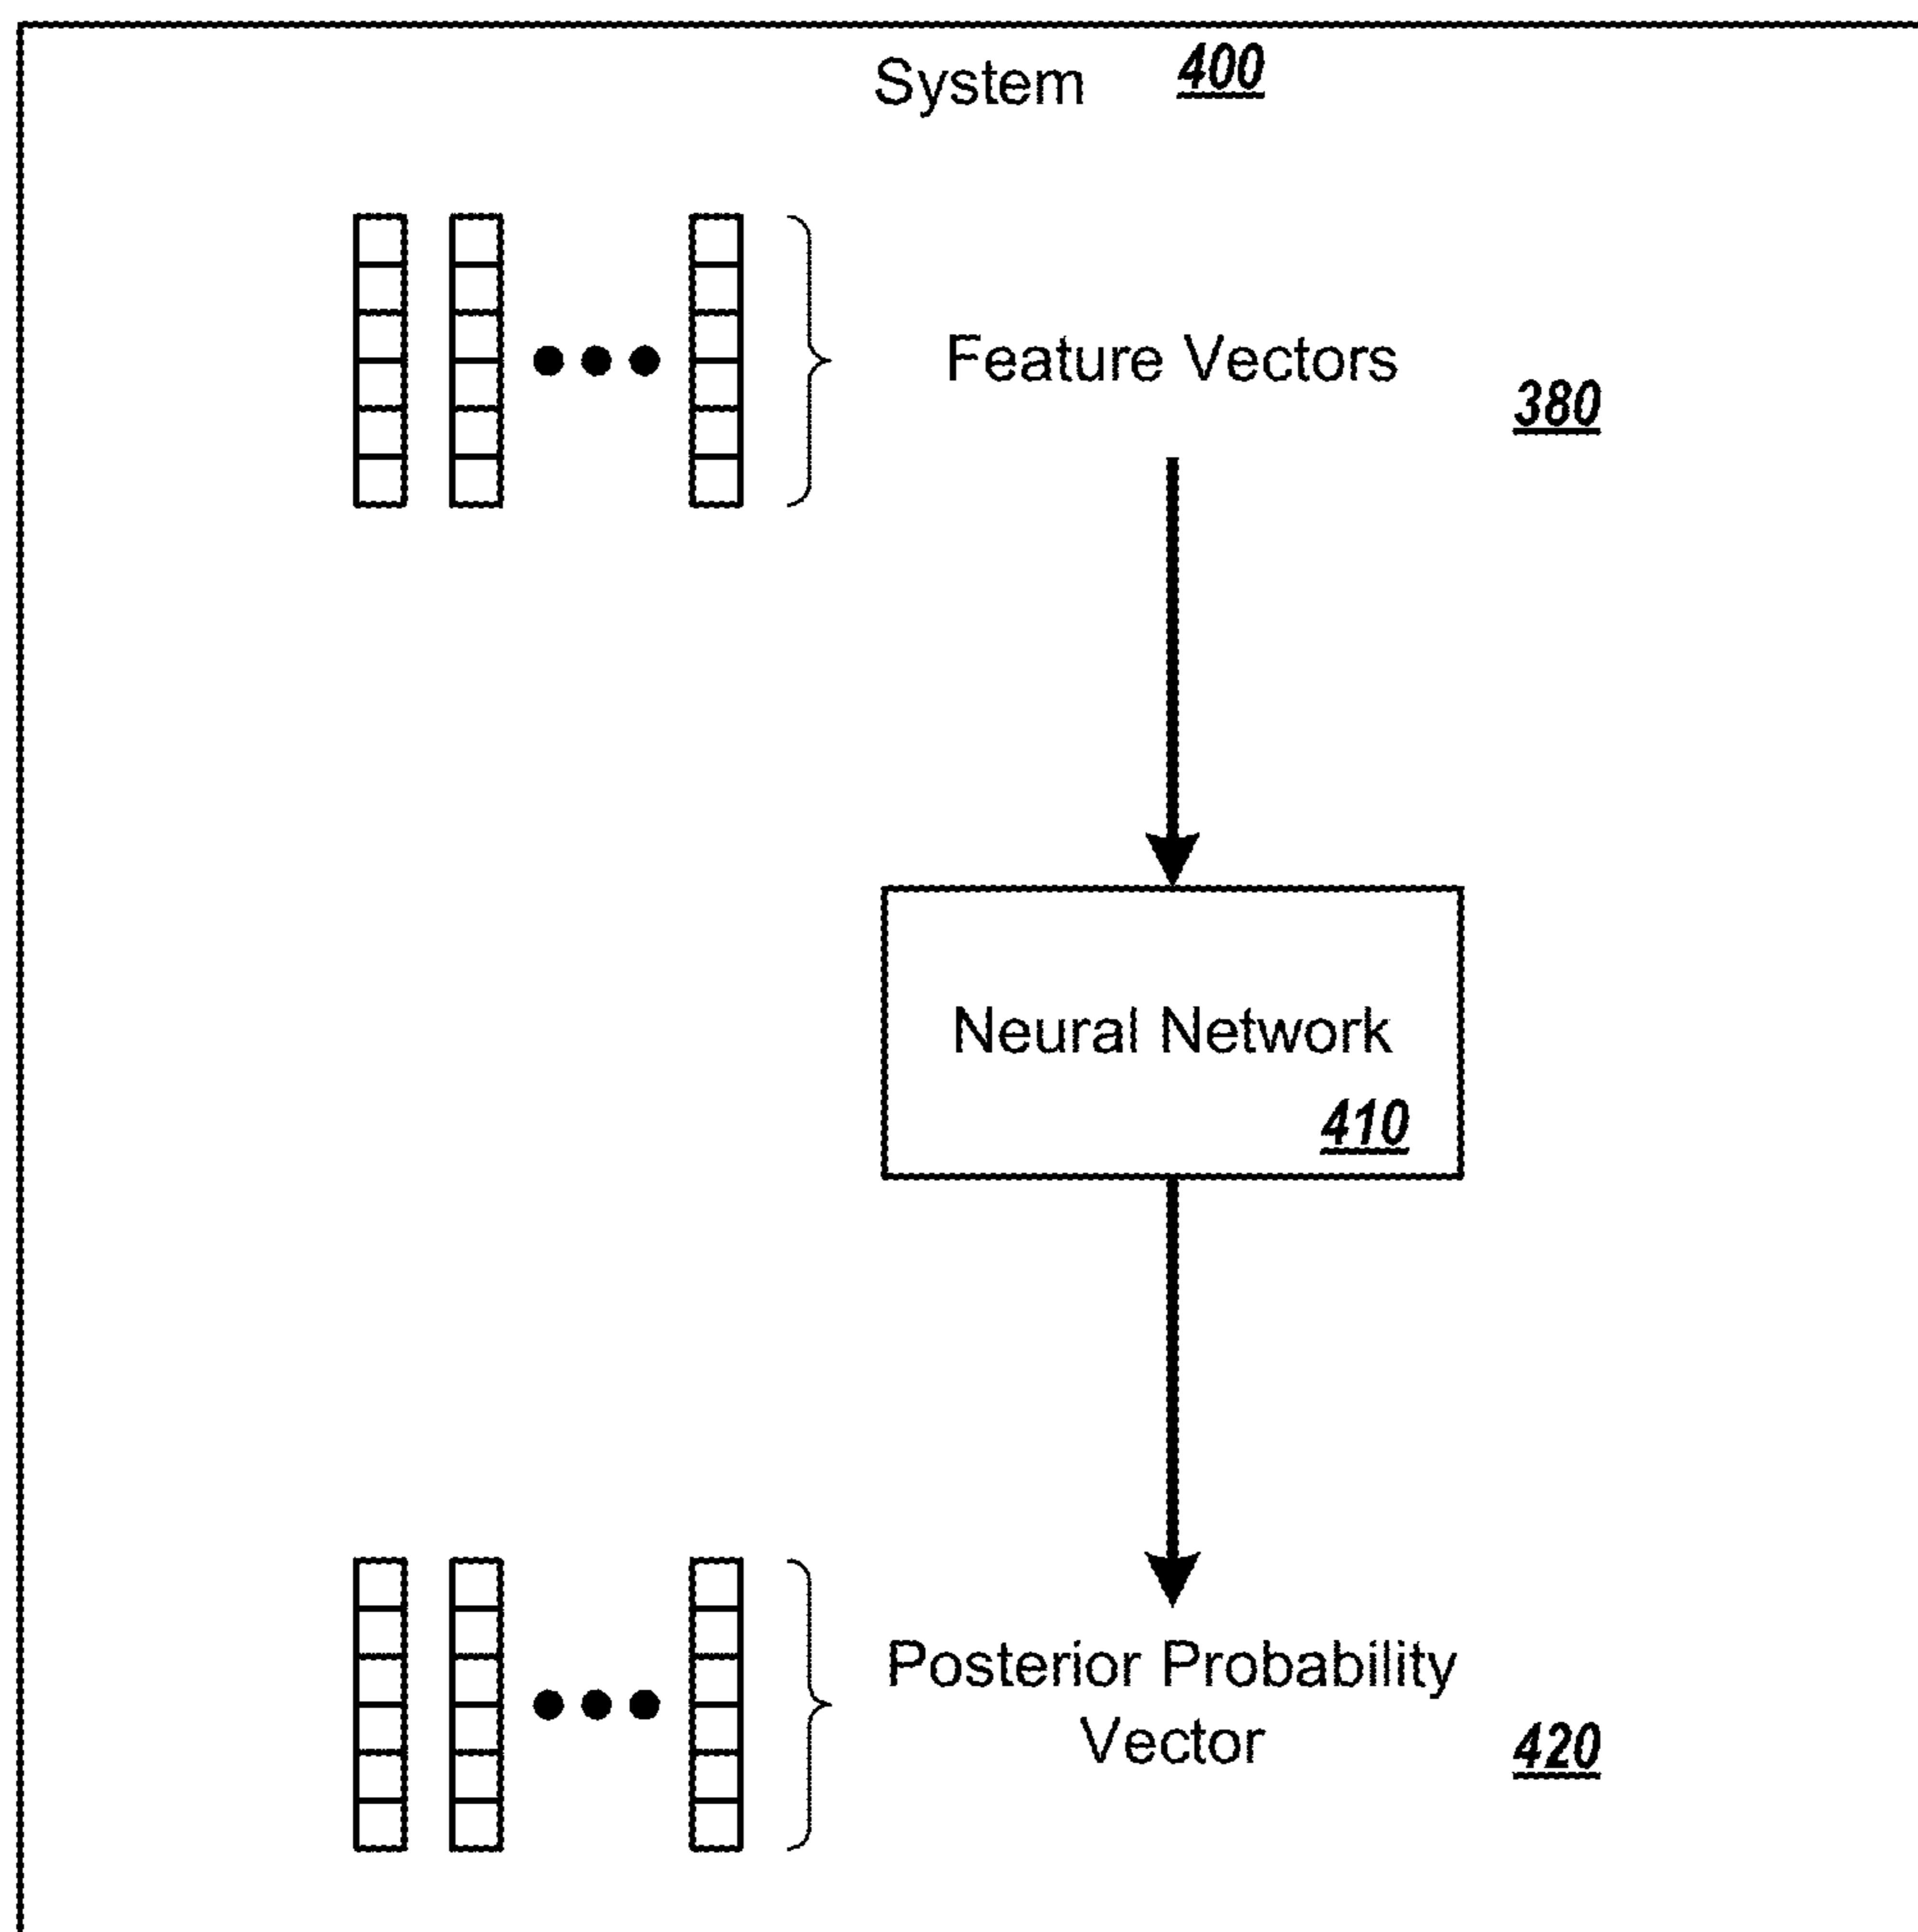 System 400
Feature Vectors
380
Neural Network
410
Posterior Probability
Vector
420